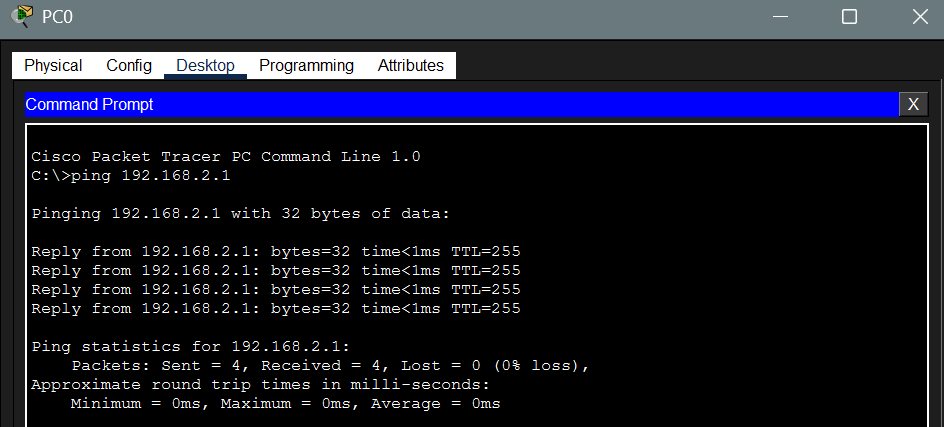 PC0
Physical Config Desktop Programming Attributes
Command Prompt
X
Cisco Packet Tracer PC Command Line 1.0
C:\>ping 192.168.2.1
Pinging 192.168.2.1 with 32 bytes of data:
Reply from 192.168.2.1: bytes=32 time<1ms TTL=255
Reply from 192.168.2.1: bytes=32 time<1ms TTL=255
Reply from 192.168.2.1: bytes=32 time<1ms TTL=255
Reply from 192.168.2.1: bytes=32 time<1ms TTL=255
Ping statistics for 192.168.2.1:
    Packets: Sent = 4, Received = 4, Lost = 0 (0% loss),
Approximate round trip times in milli-seconds:
    Minimum = 0ms, Maximum = 0ms, Average = 0ms